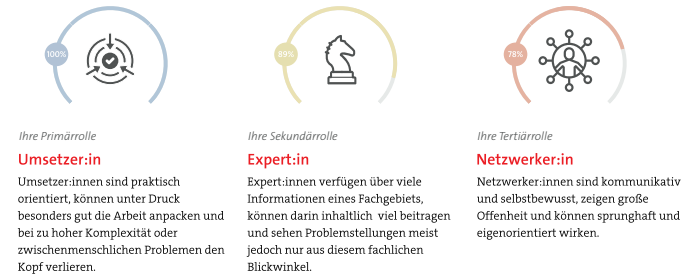 100%
89%
78%
Ihre Primärrolle
Umsetzer:in
Umsetzer:innen sind praktisch
orientiert, können unter Druck
besonders gut die Arbeit anpacken und
bei zu hoher Komplexität oder
zwischenmenschlichen Problemen den
Kopf verlieren.
Ihre Sekundärrolle
Expert:in
Expert:innen verfügen über viele
Informationen eines Fachgebiets,
können darin inhaltlich viel beitragen
und sehen Problemstellungen meist
jedoch nur aus diesem fachlichen
Blickwinkel.
Ihre Tertiärrolle
Netzwerker:in
Netzwerker:innen sind kommunikativ
und selbstbewusst, zeigen große
Offenheit und können sprunghaft und
eigenorientiert wirken.